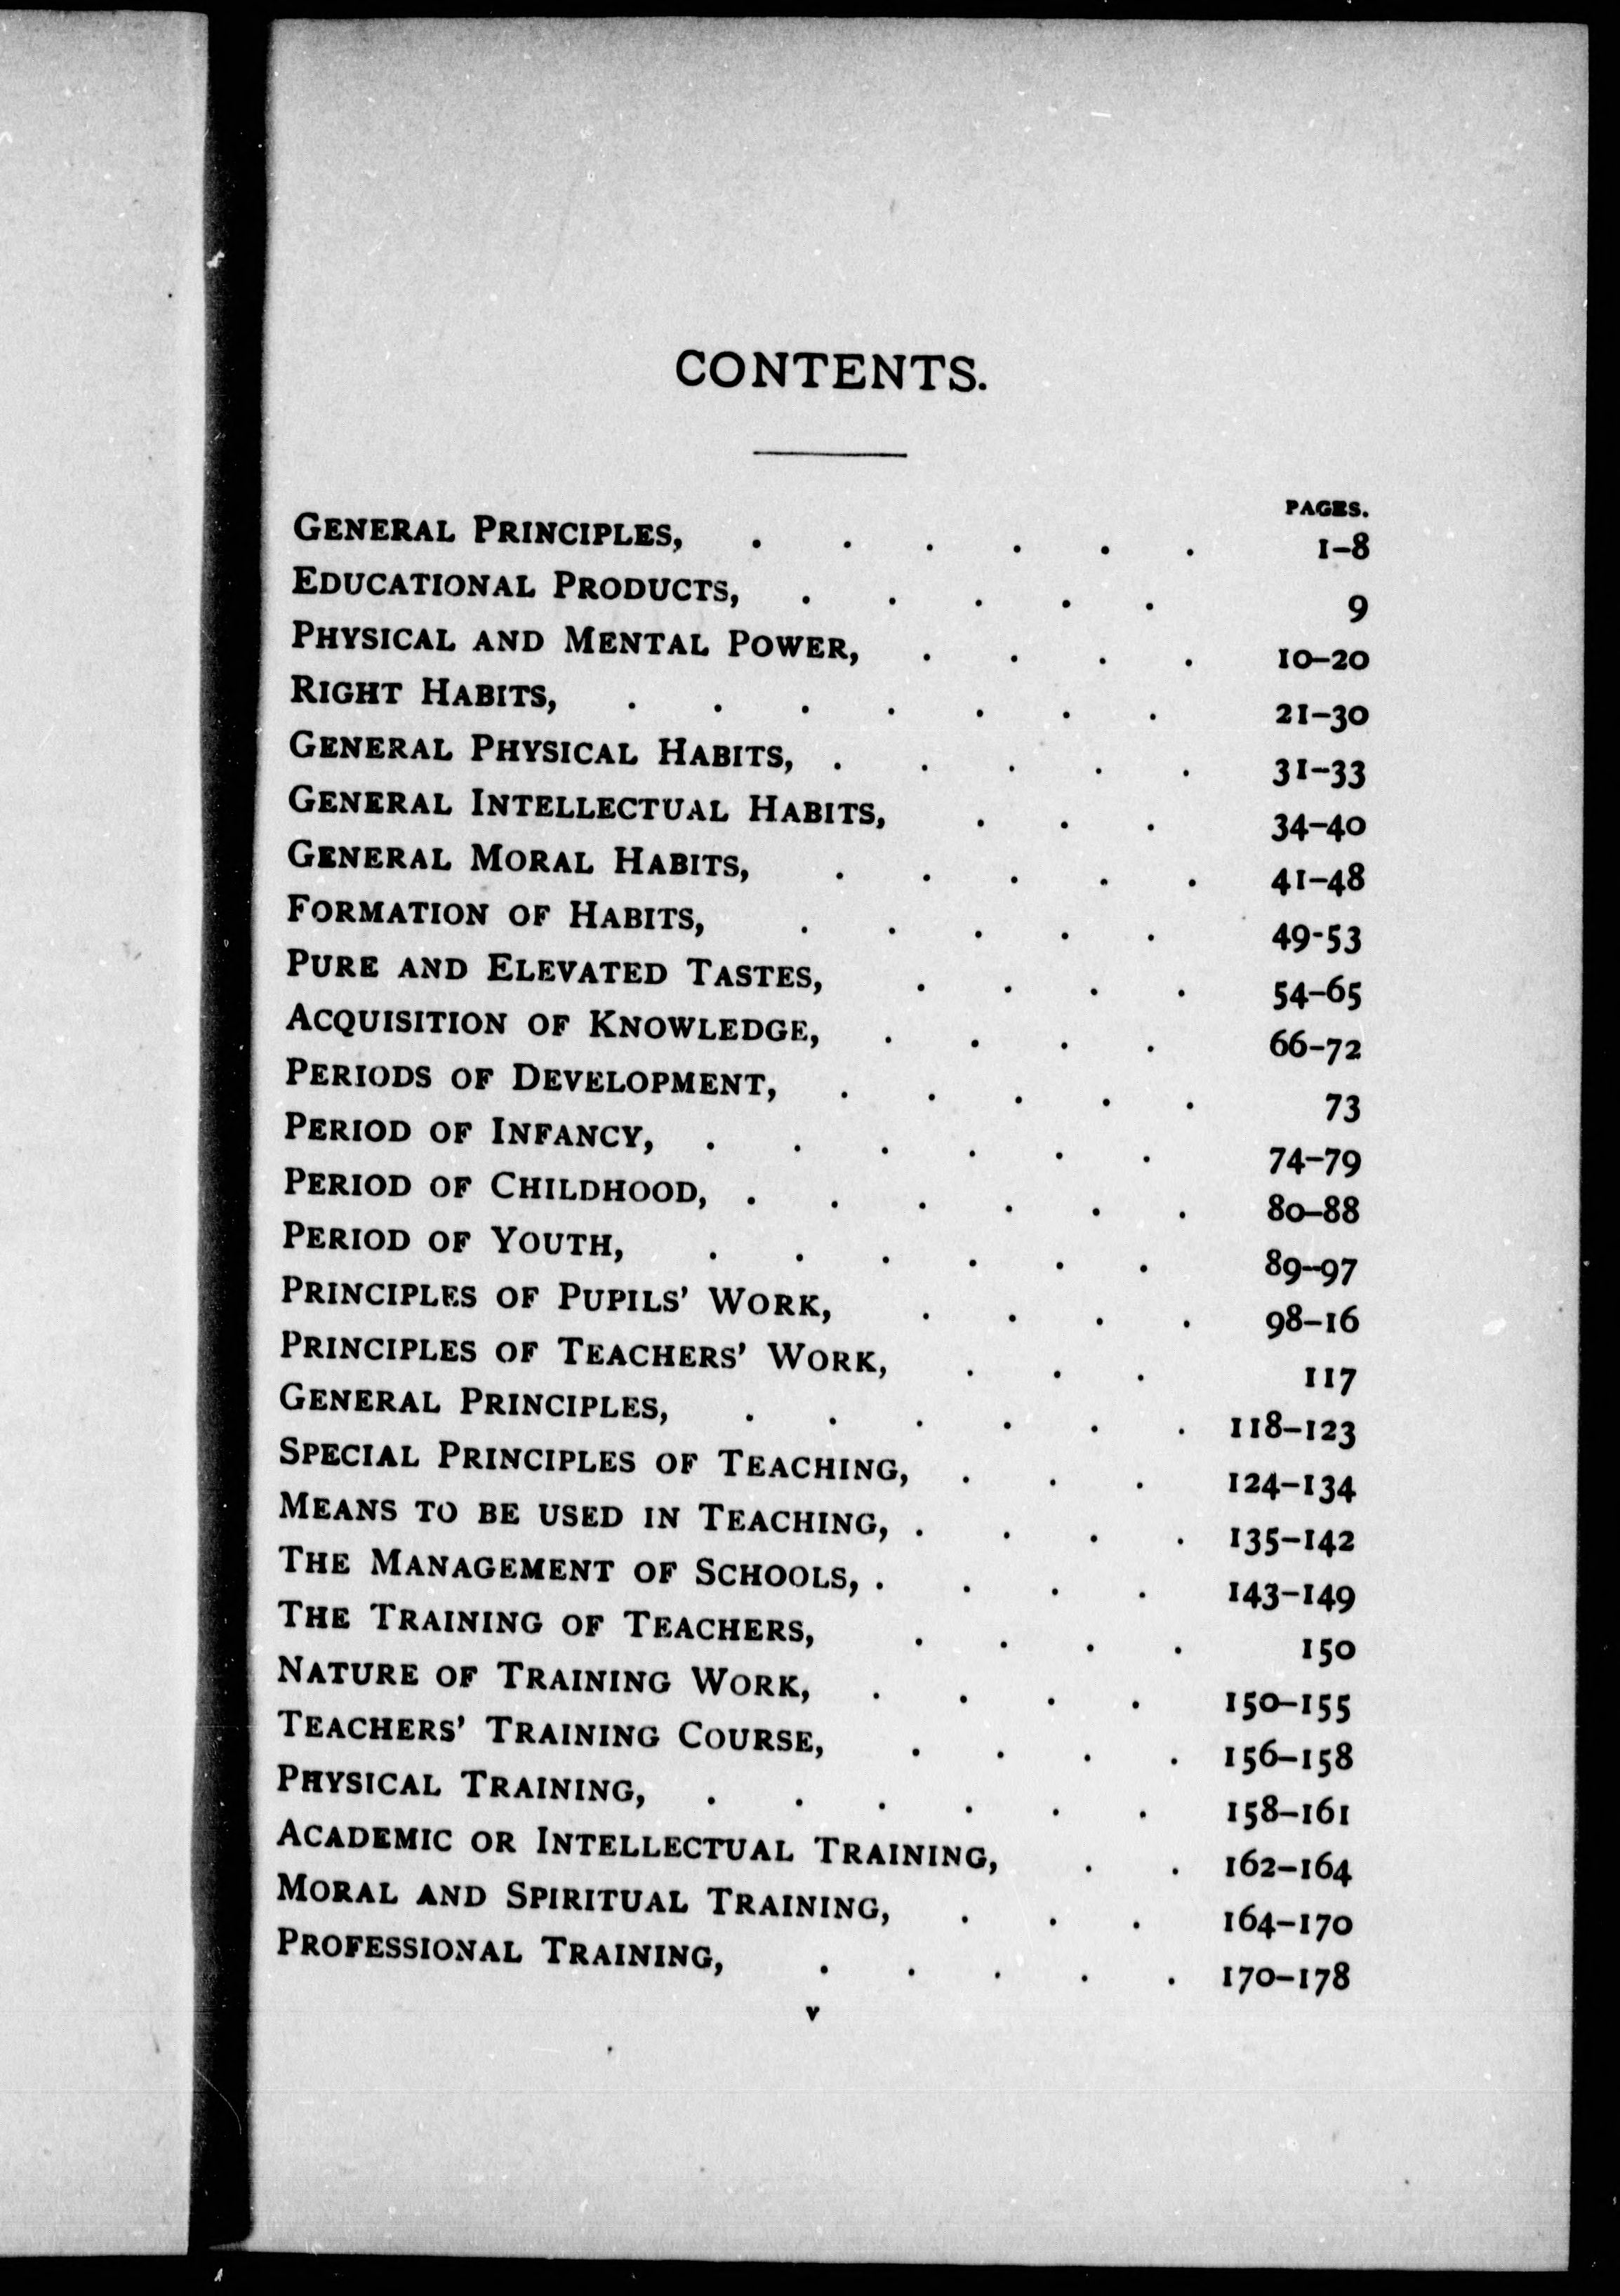 CONTENTS.
PAGES.
GENERAL PRINCIPLES, . . . . . . 1–8
EDUCATIONAL PRODUCTS, . . . . . 9
PHYSICAL AND MENTAL POWER, . . . . 10–20
RIGHT HABITS, . . . . . . . 21–30
GENERAL PHYSICAL HABITS, . . . . . 31–33
GENERAL INTELLECTUAL HABITS, . . . 34–40
GENERAL MORAL HABITS, . . . . . 41–48
FORMATION OF HABITS, . . . . . 49-53
PURE AND ELEVATED TASTES, . . . . 54–65
ACQUISITION OF KNOWLEDGE, . . . . 66–72
PERIODS OF DEVELOPMENT, . . . . . 73
PERIOD OF INFANCY, . . . . . . 74–79
PERIOD OF CHILDHOOD, . . . . . . 80–88
PERIOD OF YOUTH, . . . . . . 89–97
PRINCIPLES OF PUPILS' WORK, . . . . 98–16
PRINCIPLES OF TEACHERS' WORK, . . . 117
GENERAL PRINCIPLES, . . . . . . 118–123
SPECIAL PRINCIPLES OF TEACHING, . . . 124–134
MEANS TO BE USED IN TEACHING, . . . . 135–142
THE MANAGEMENT OF SCHOOLS, . . . . 143–149
THE TRAINING OF TEACHERS, . . . . 150
NATURE OF TRAINING WORK, . . . . 150–155
TEACHERS' TRAINING COURSE, . . . . 156–158
PHYSICAL TRAINING, . . . . . . 158–161
ACADEMIC OR INTELLECTUAL TRAINING, . . 162–164
MORAL AND SPIRITUAL TRAINING, . . . 164–170
PROFESSIONAL TRAINING, . . . . . 170–178
v